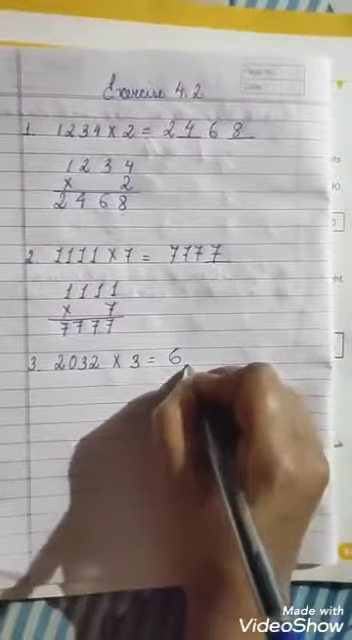 Exercise 4.2
1. 1234 x 2 = 2468
1234
x 2
2468
2. 1111 x 7 = 7777
1111
x 7
7777
3. 2032 x 3 = 6
Made with
VideoShow